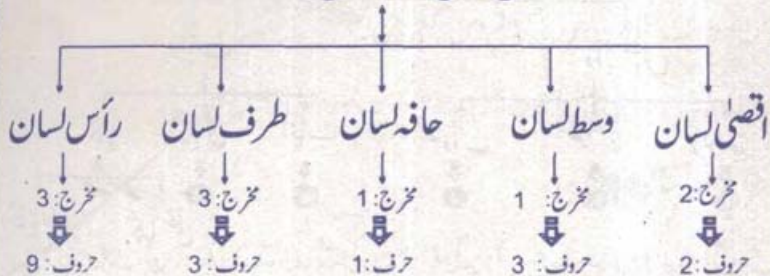 اقصیٰ لسان وسط لسان حافہ لسان طرف لسان رأس لسان
مخرج: 2 مخرج: 1 مخرج: 1 مخرج: 3 مخرج: 3
حروف: 2 حروف: 3 حرف: 1 حروف: 3 حروف: 9